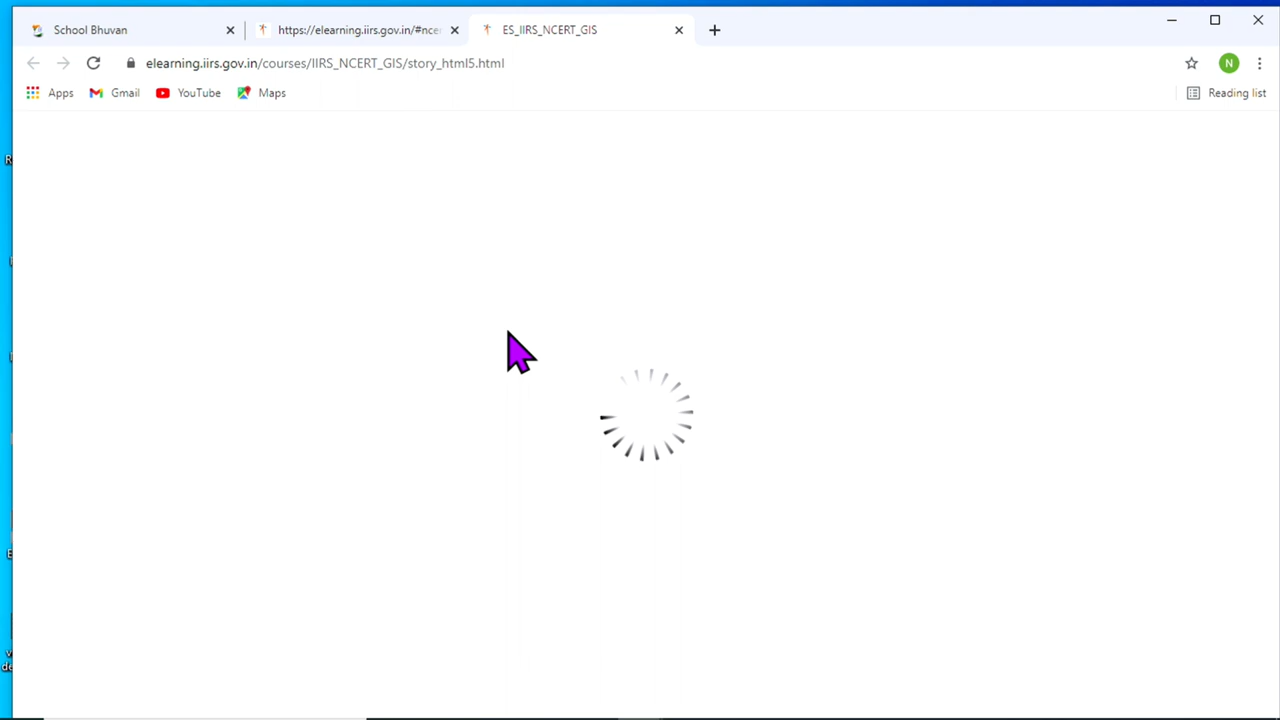 School Bhuvan
https://elearning.iirs.gov.in/#nce
ES_IIRS_NCERT_GIS
elearning.iirs.gov.in/courses/IIRS_NCERT_GIS/story_html5.html
N
Apps
Gmail
YouTube
Maps
Reading list